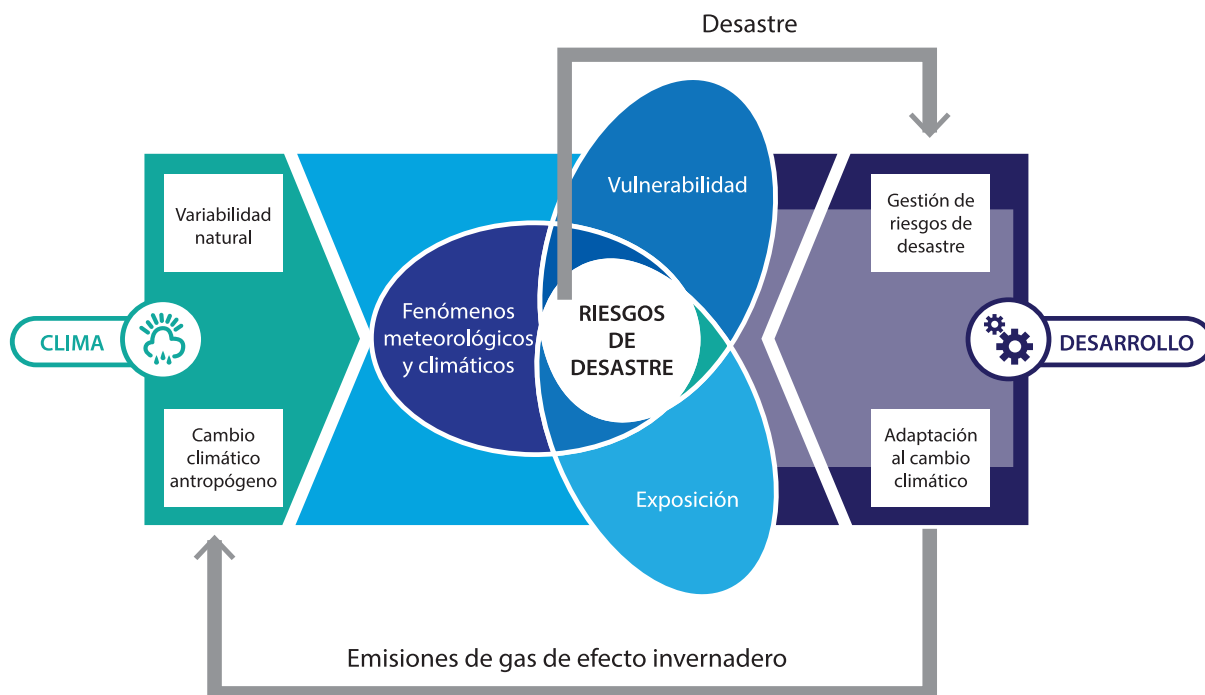 Desastre
Variabilidad
natural
CLIMA
Cambio
climático
antropógeno
Fenómenos
meteorológicos
y climáticos
Vulnerabilidad
RIESGOS
DE
DESASTRE
Exposición
Gestión de
riesgos de
desastre
DESARROLLO
Adaptación
al cambio
climático
Emisiones de gas de efecto invernadero